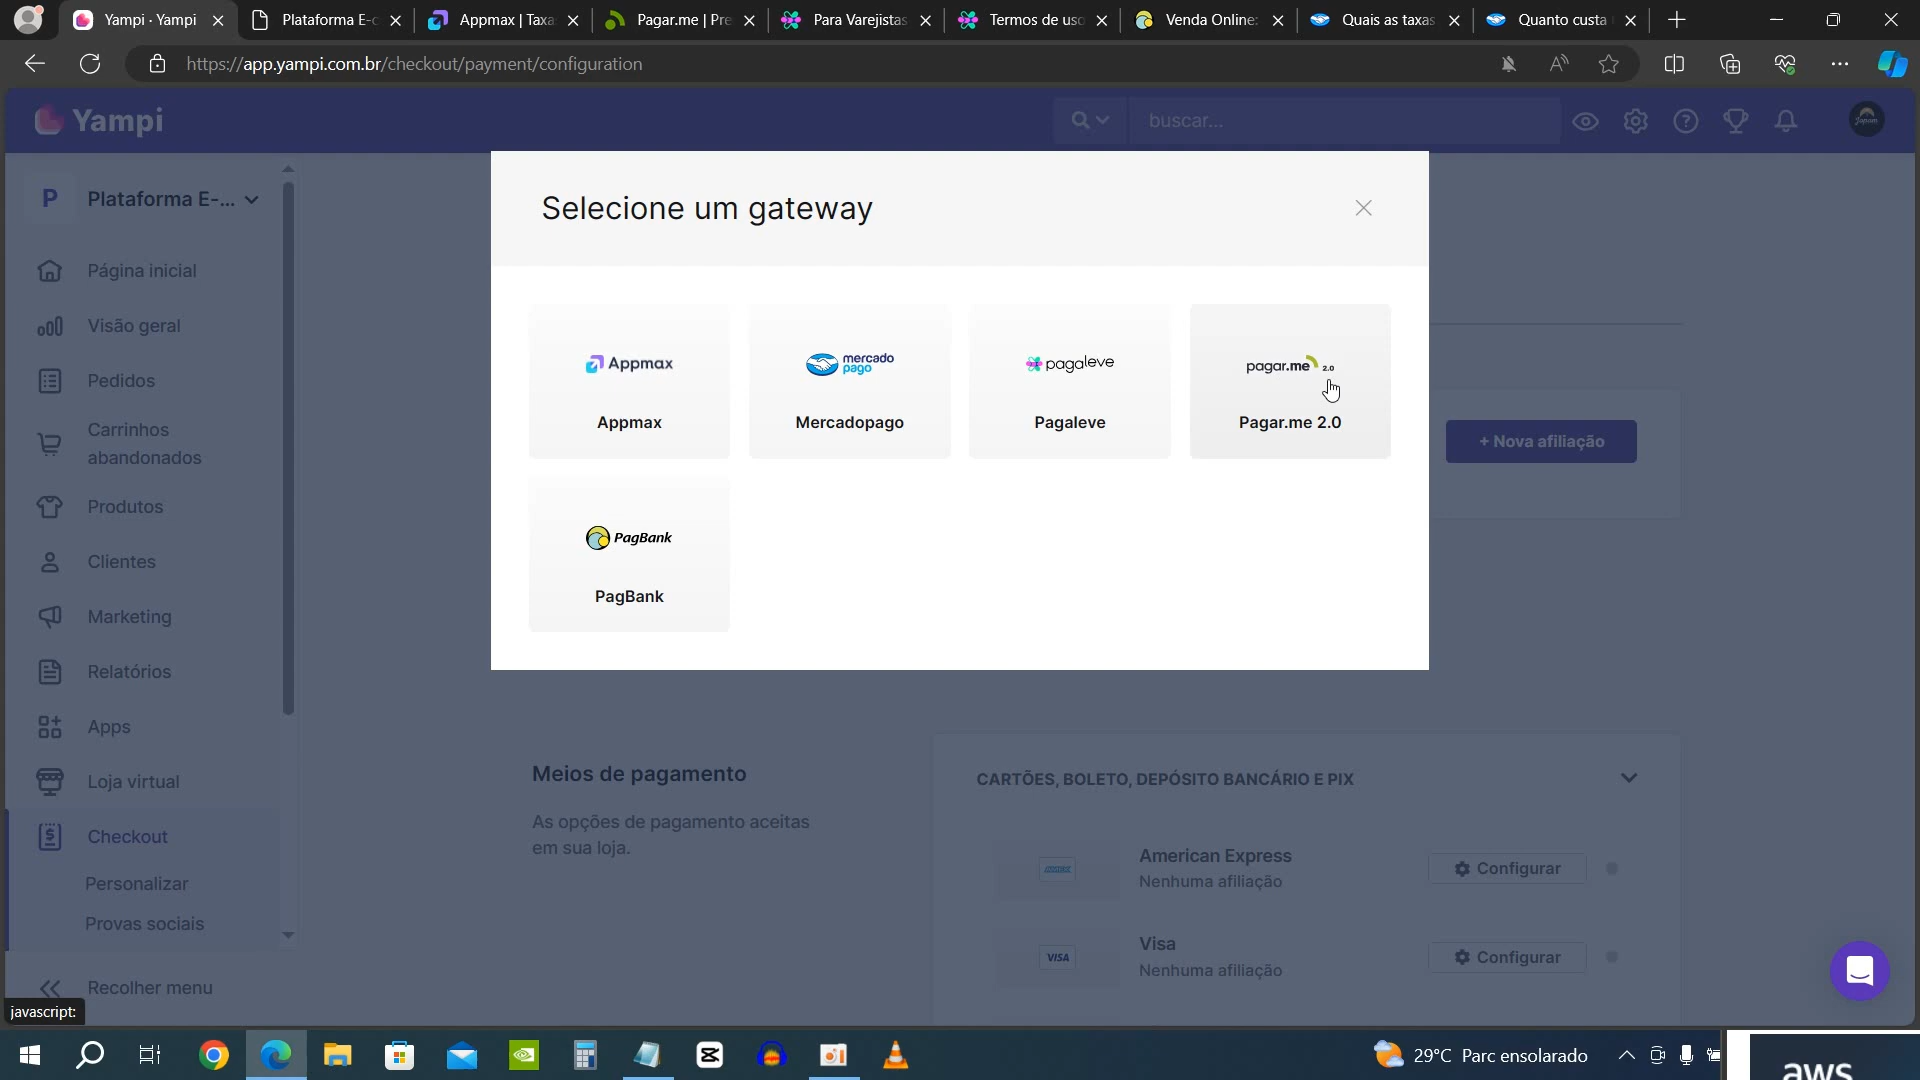 Yampi · Yampi
Plataforma E-c
Appmax | Taxa
Pagar.me | Pre
Para Varejistas
Termos de uso
Venda Online:
Quais as taxas
Quanto custa
https://app.yampi.com.br/checkout/payment/configuration
Yampi
buscar...
P
Plataforma E-...
Página inicial
Visão geral
Pedidos
Carrinhos
abandonados
Produtos
Clientes
Marketing
Relatórios
Apps
Loja virtual
Checkout
Personalizar
Provas sociais
Recolher menu
javascript:
Selecione um gateway
Appmax
Appmax
mercado
pago
Mercadopago
pagaleve
Pagaleve
pagar.me 2.0
Pagar.me 2.0
PagBank
PagBank
+ Nova afiliação
Meios de pagamento
As opções de pagamento aceitas
em sua loja.
CARTÕES, BOLETO, DEPÓSITO BANCÁRIO E PIX
American Express
Nenhuma afiliação
Configurar
VISA
Visa
Nenhuma afiliação
Configurar
29°C Parc ensolarado
aws